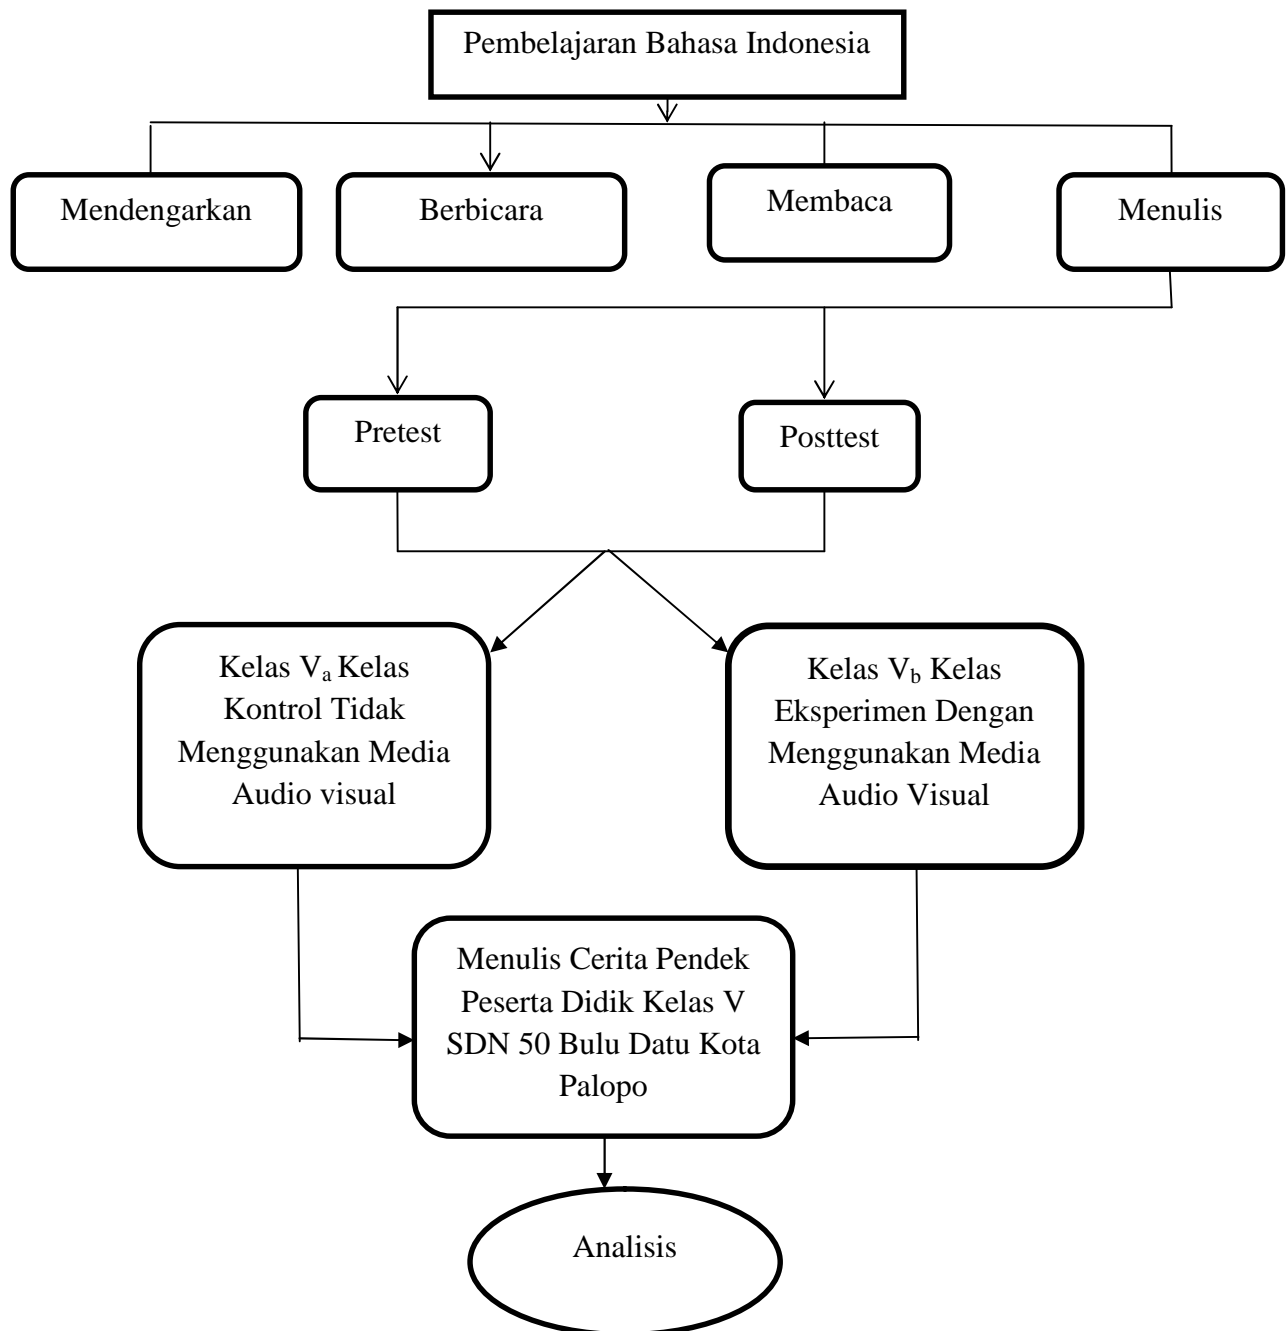 Pembelajaran Bahasa Indonesia
Mendengarkan
Berbicara
Membaca
Menulis
Pretest
Posttest
Kelas Va Kelas
Kontrol Tidak
Menggunakan Media
Audio visual
Kelas Vb Kelas
Eksperimen Dengan
Menggunakan Media
Audio Visual
Menulis Cerita Pendek
Peserta Didik Kelas V
SDN 50 Bulu Datu Kota
Palopo
Analisis